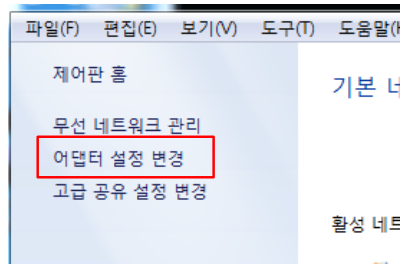 파일(F) 편집(E) 보기(V) 도구(T) 도움말(
제어판 홈
기본
무선 네트워크 관리
어댑터 설정 변경
고급 공유 설정 변경
활성 네트